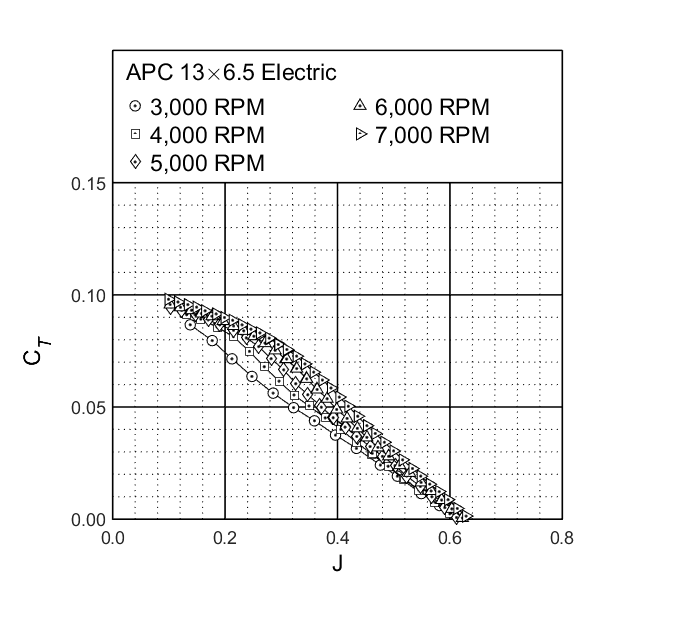 APC 13×6.5 Electric
3,000 RPM
6,000 RPM
4,000 RPM
7,000 RPM
5,000 RPM
0.15
0.10
0.05
0.00
C_T
0.0 0.2 0.4 0.6 0.8
J